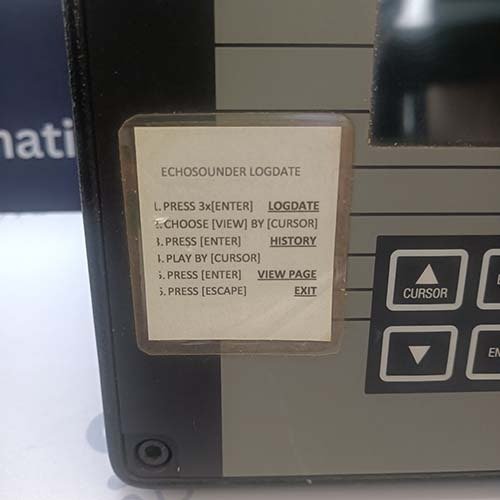 ECHOSOUNDER LOGDATE
1. PRESS 3x[ENTER] LOGDATE
2. CHOOSE [VIEW] BY [CURSOR]
3. PRESS [ENTER] HISTORY
4. PLAY BY [CURSOR]
5. PRESS [ENTER] VIEW PAGE
6. PRESS [ESCAPE] EXIT
CURSOR